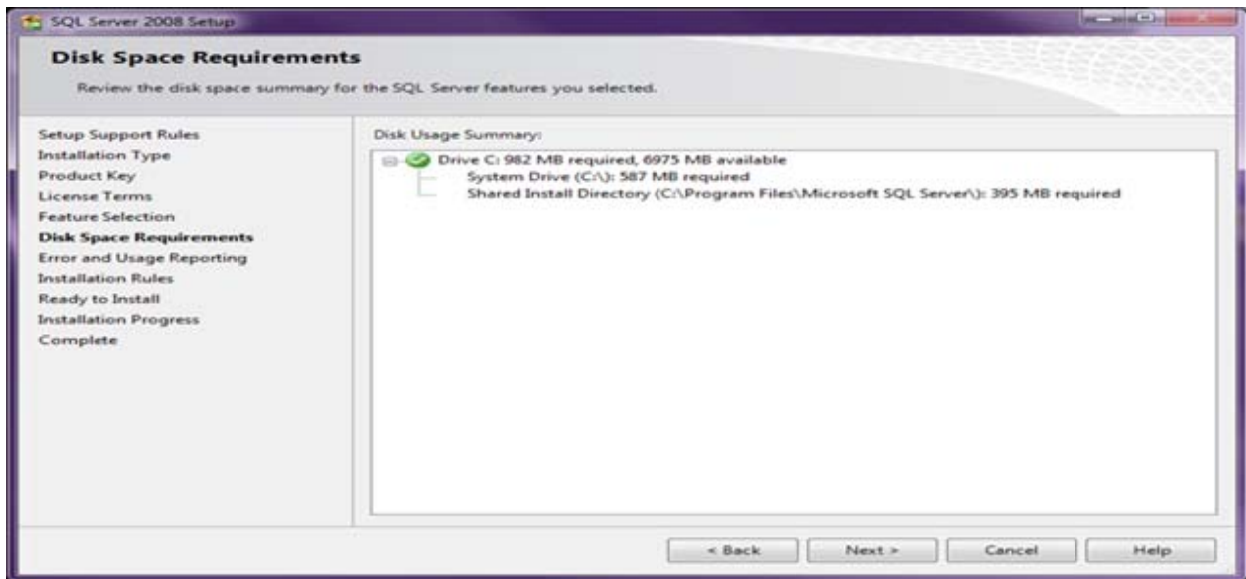 SQL Server 2008 Setup
Disk Space Requirements
Review the disk space summary for the SQL Server features you selected.
Setup Support Rules
Installation Type
Product Key
License Terms
Feature Selection
Disk Space Requirements
Error and Usage Reporting
Installation Rules
Ready to Install
Installation Progress
Complete
Disk Usage Summary:
Drive C: 982 MB required, 6975 MB available
System Drive (C:\): 587 MB required
Shared Install Directory (C:\Program Files\Microsoft SQL Server\): 395 MB required
< Back
Next >
Cancel
Help